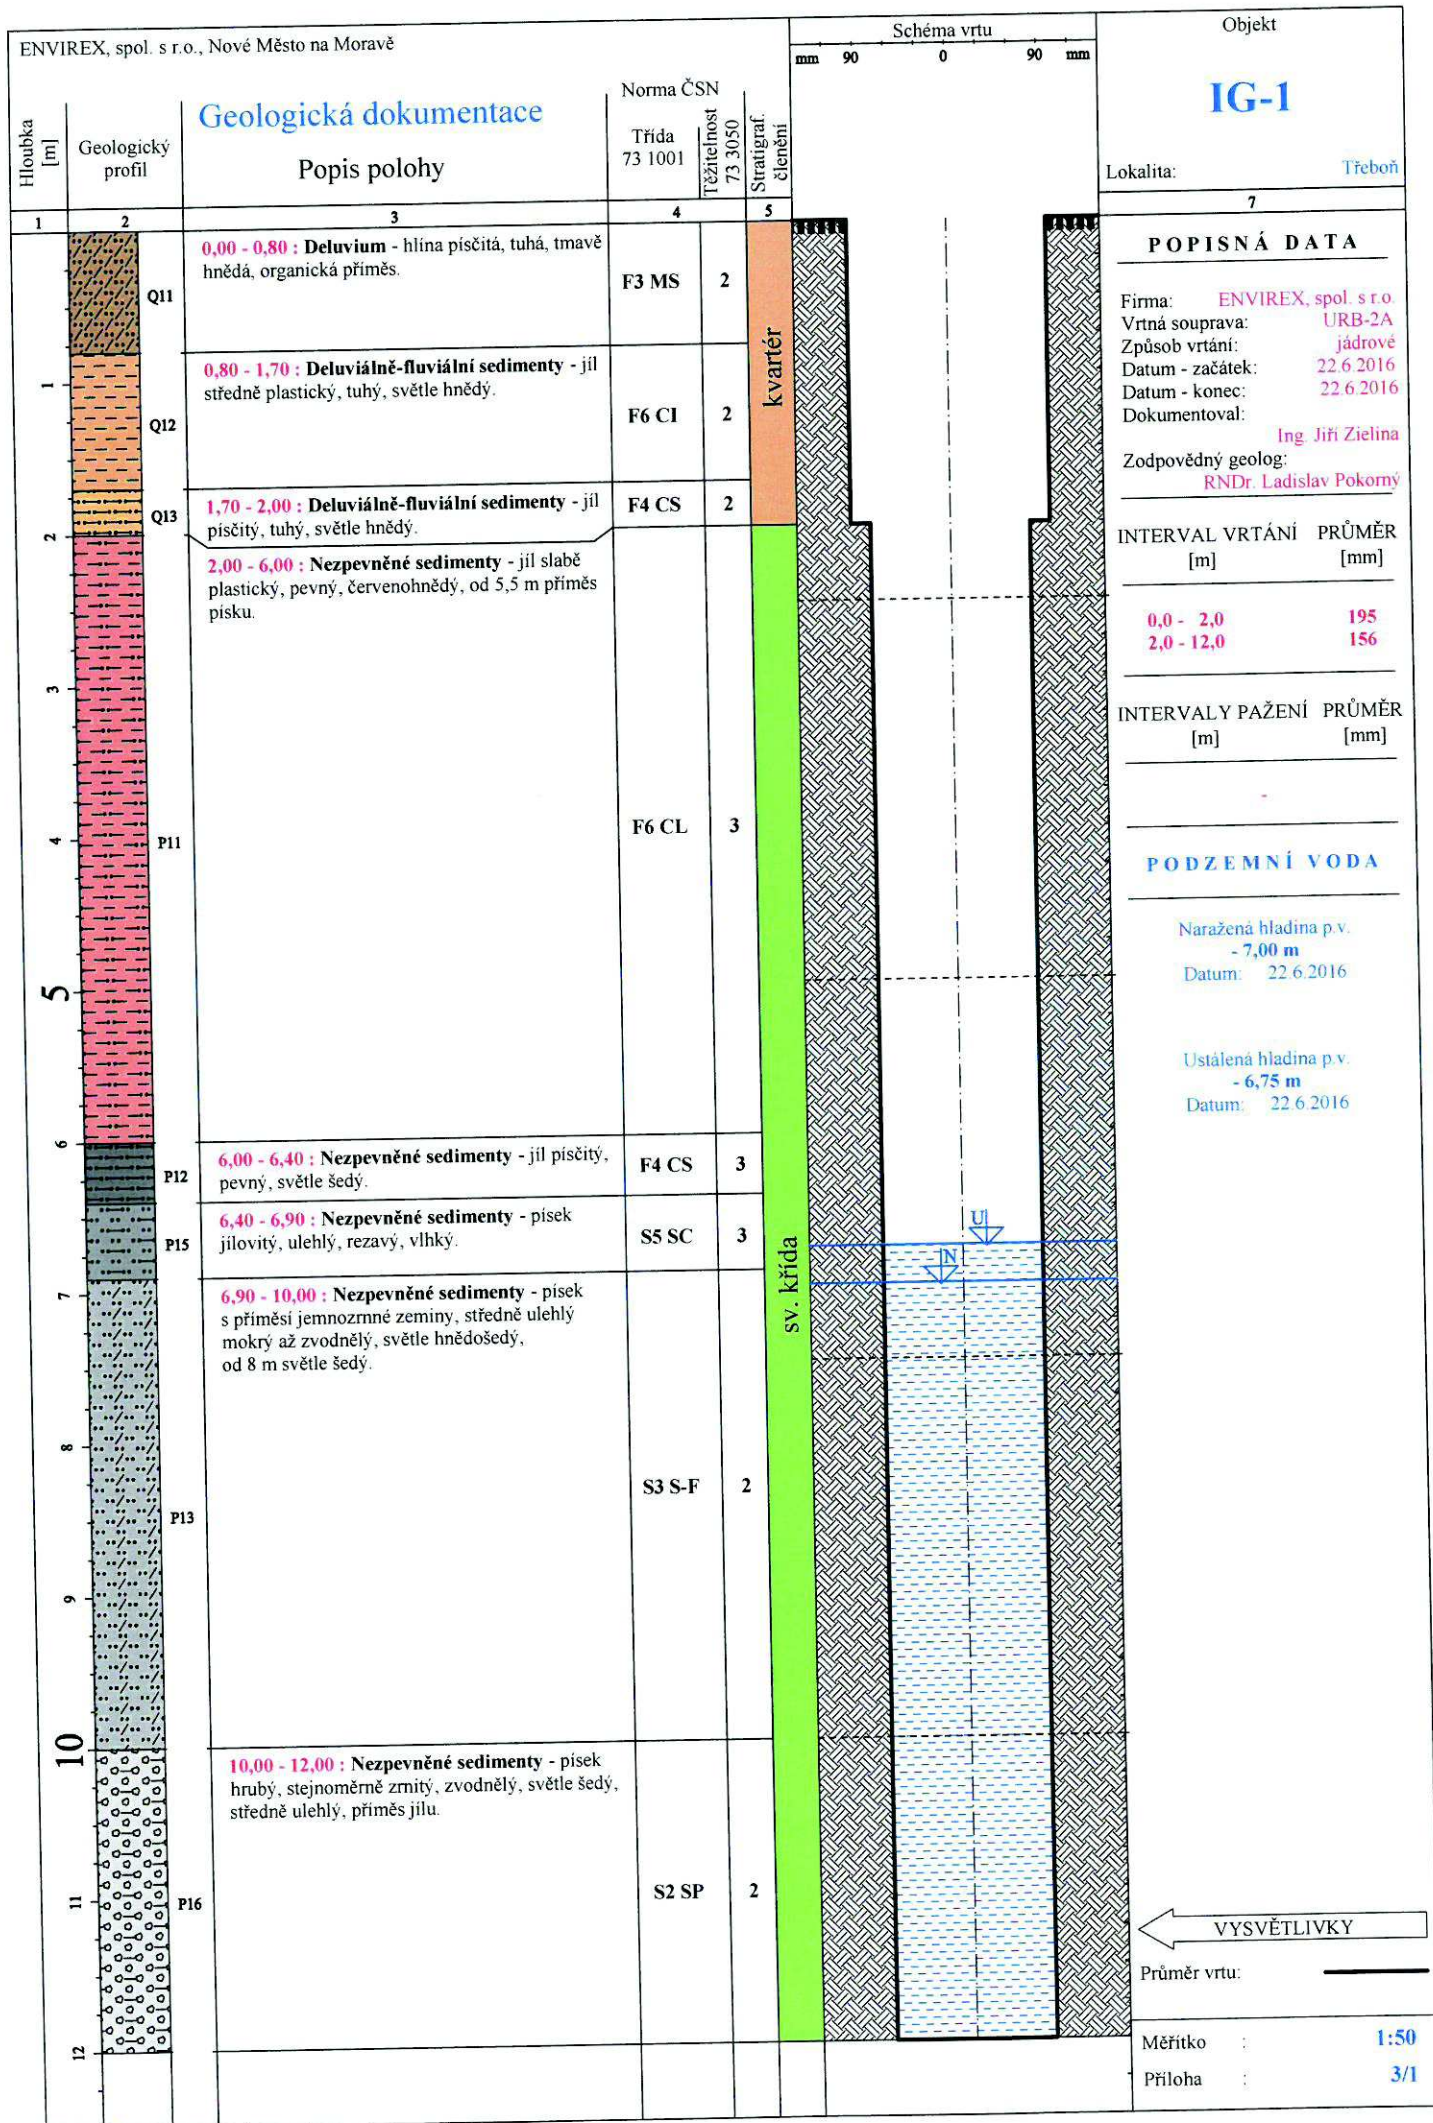 ENVIREX, spol. s r.o., Nové Město na Moravě
Hloubka
[m]
Geologický
profil
Geologická dokumentace
Popis polohy
Norma ČSN
Třída
73 1001
Těžitelnost
73 3050
Stratigraf.
členění
Schéma vrtu
mm 90 0 90 mm
Objekt
IG-1
Lokalita: Třeboň
1 2 3 4 5 7
0,00 - 0,80 : Deluvium - hlína písčitá, tuhá, tmavě
hnědá, organická příměs.
Q11
F3 MS 2
0,80 - 1,70 : Deluviálně-fluviální sedimenty - jíl
středně plastický, tuhý, světle hnědý.
1
Q12
F6 CI 2
kvartér
1,70 - 2,00 : Deluviálně-fluviální sedimenty - jíl
písčitý, tuhý, světle hnědý.
Q13
F4 CS 2
2
2,00 - 6,00 : Nezpevněné sedimenty - jíl slabě
plastický, pevný, červenohnědý, od 5,5 m příměs
písku.
3
4
P11
F6 CL 3
5
6
6,00 - 6,40 : Nezpevněné sedimenty - jíl písčitý,
pevný, světle šedý.
P12
F4 CS 3
6,40 - 6,90 : Nezpevněné sedimenty - písek
jílovitý, ulehlý, rezavý, vlhký.
P15
S5 SC 3
sv. křída
U
N
7
6,90 - 10,00 : Nezpevněné sedimenty - písek
s příměsí jemnozrnné zeminy, středně ulehlý
mokrý až zvodnělý, světle hnědošedý,
od 8 m světle šedý.
8
P13
S3 S-F 2
9
10
10,00 - 12,00 : Nezpevněné sedimenty - písek
hrubý, stejnoměrně zrnitý, zvodnělý, světle šedý,
středně ulehlý, příměs jílu.
11
P16
S2 SP 2
12
POPISNÁ DATA
Firma: ENVIREX, spol. s r.o.
Vrtná souprava: URB-2A
Způsob vrtání: jádrové
Datum - začátek: 22.6.2016
Datum - konec: 22.6.2016
Dokumentoval:
Ing. Jiří Zielina
Zodpovědný geolog:
RNDr. Ladislav Pokorný
INTERVAL VRTÁNÍ PRŮMĚR
[m] [mm]
0,0 - 2,0 195
2,0 - 12,0 156
INTERVALY PAŽENÍ PRŮMĚR
[m] [mm]
-
PODZEMNÍ VODA
Naražená hladina p.v.
- 7,00 m
Datum: 22.6.2016
Ustálená hladina p.v.
- 6,75 m
Datum: 22.6.2016
VYSVĚTLIVKY
Průměr vrtu:
Měřítko : 1:50
Příloha : 3/1